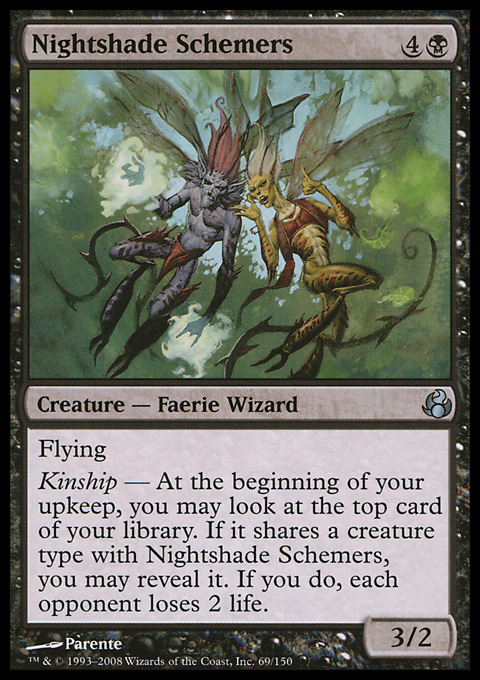 Nightshade Schemers 4
Creature — Faerie Wizard
Flying
Kinship — At the beginning of your
upkeep, you may look at the top card
of your library. If it shares a creature
type with Nightshade Schemers,
you may reveal it. If you do, each
opponent loses 2 life.
Parente
3/2
™ & © 1993–2008 Wizards of the Coast, Inc. 69/150